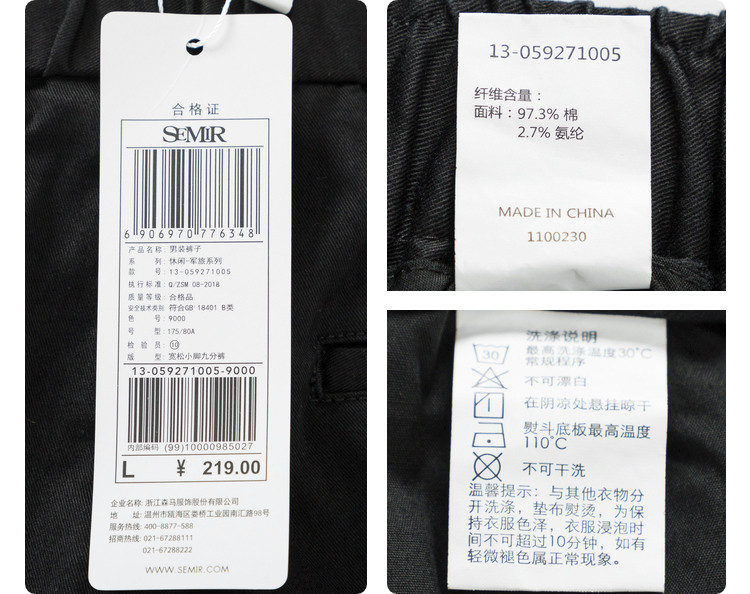 合格证
SEMIR
6 906970 776348
产品名称: 男装裤子
系 列: 休闲-军旅系列
款 号: 13-059271005
执行标准: Q/ZSM 08-2018
质量等级: 合格品
安全技术类别: 符合GB 18401 B类
色 号: 9000
号 型: 175/80A
检 验 员: ⑩
版 型: 宽松小脚九分裤
13-059271005-9000
内部编码 (99)10000985027
L ¥ 219.00
企业名称: 浙江森马服饰股份有限公司
地 址: 温州市瓯海区娄桥工业园南汇路98号
服务热线: 400-8877-588
招商热线: 021-67288111
021-67288222
WWW.SEMIR.COM
13-059271005
纤维含量：
面料: 97.3% 棉
2.7% 氨纶
MADE IN CHINA
1100230
洗涤说明
30 最高洗涤温度30°C
常规程序
不可漂白
在阴凉处悬挂晾干
熨斗底板最高温度
110°C
不可干洗
温馨提示: 与其他衣物分
开洗涤, 垫布熨烫, 为保
持衣服色泽, 衣服浸泡时
间不可超过10分钟, 如有
轻微褪色属正常现象。